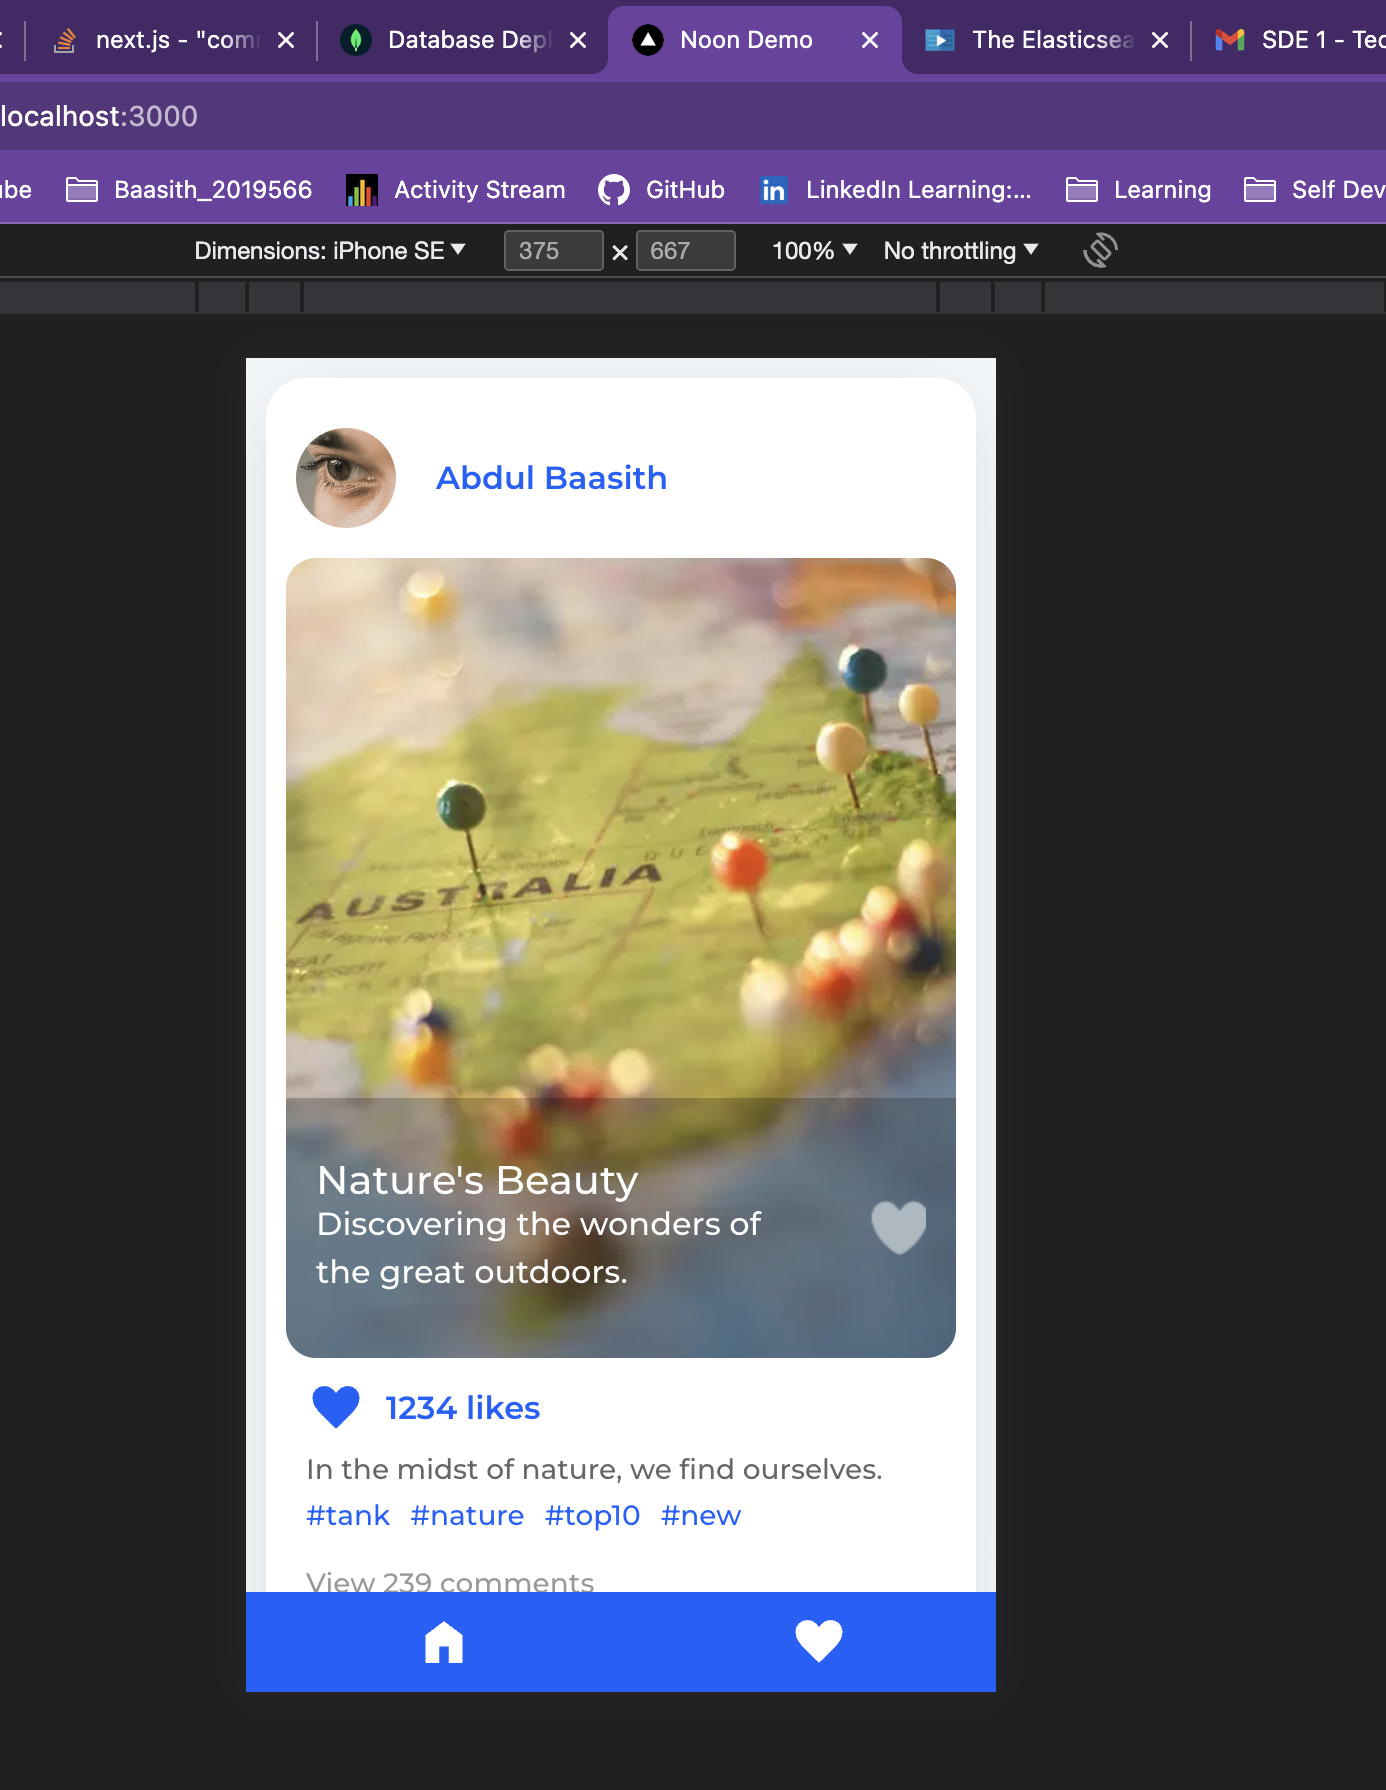 next.js - "com
Database Depl
Noon Demo
The Elasticsea
SDE 1 - Tec
localhost:3000
ube
Baasith_2019566
Activity Stream
GitHub
LinkedIn Learning:...
Learning
Self Dev
Dimensions: iPhone SE
375 × 667
100%
No throttling
Abdul Baasith
AUSTRALIA
Nature's Beauty
Discovering the wonders of
the great outdoors.
1234 likes
In the midst of nature, we find ourselves.
#tank #nature #top10 #new
View 239 comments